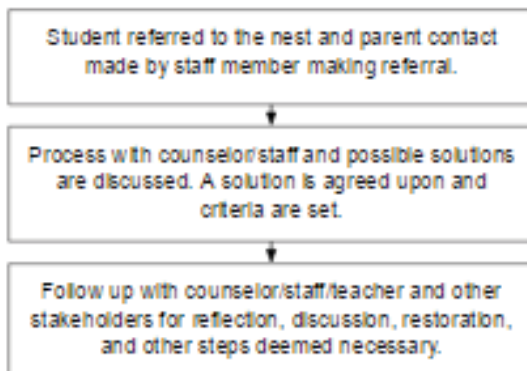 Student referred to the nest and parent contact
made by staff member making referral.
Process with counselor/staff and possible solutions
are discussed. A solution is agreed upon and
criteria are set.
Follow up with counselor/staff/teacher and other
stakeholders for reflection, discussion, restoration,
and other steps deemed necessary.